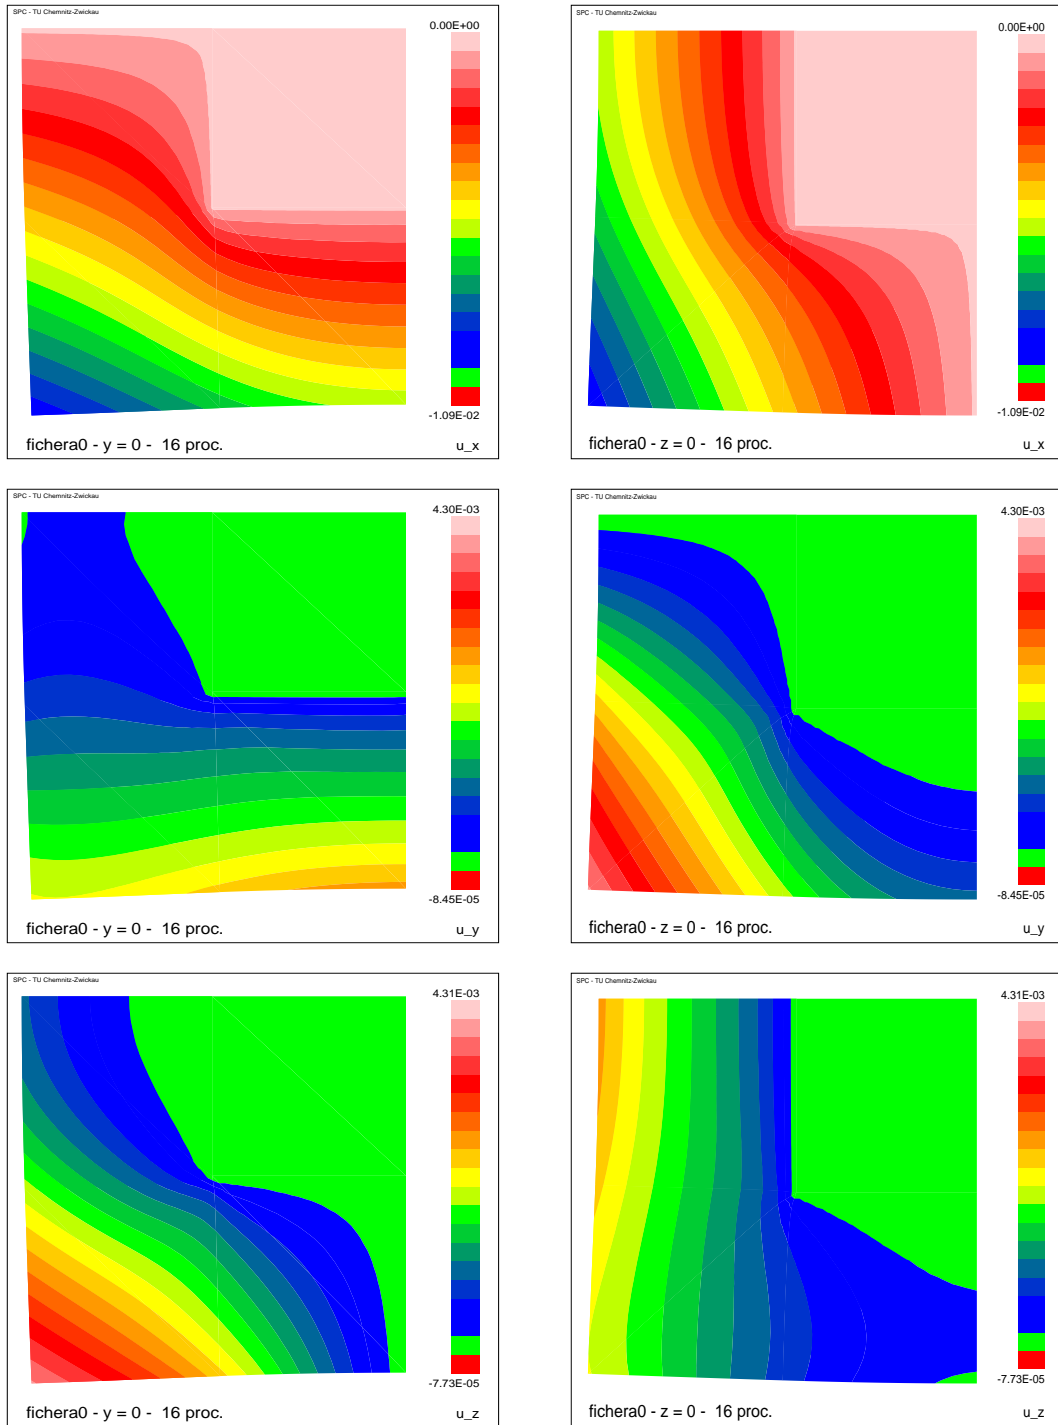 SPC - TU Chemnitz-Zwickau
0.00E+00
-1.09E-02
fichera0 - y = 0 - 16 proc.
u_x
SPC - TU Chemnitz-Zwickau
0.00E+00
-1.09E-02
fichera0 - z = 0 - 16 proc.
u_x
SPC - TU Chemnitz-Zwickau
4.30E-03
-8.45E-05
fichera0 - y = 0 - 16 proc.
u_y
SPC - TU Chemnitz-Zwickau
4.30E-03
-8.45E-05
fichera0 - z = 0 - 16 proc.
u_y
SPC - TU Chemnitz-Zwickau
4.31E-03
-7.73E-05
fichera0 - y = 0 - 16 proc.
u_z
SPC - TU Chemnitz-Zwickau
4.31E-03
-7.73E-05
fichera0 - z = 0 - 16 proc.
u_z